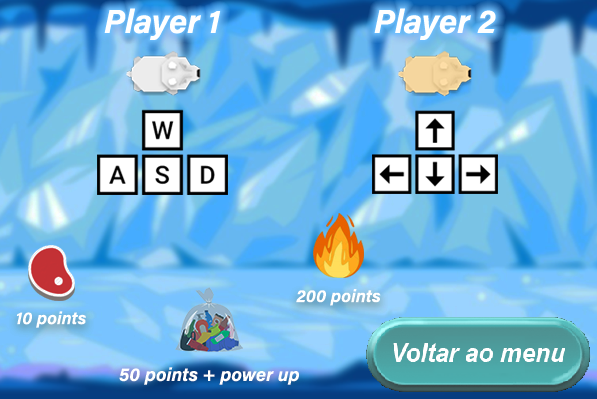 Player 1
Player 2
W
A S D
↑
← ↓ →
200 points
10 points
50 points + power up
Voltar ao menu